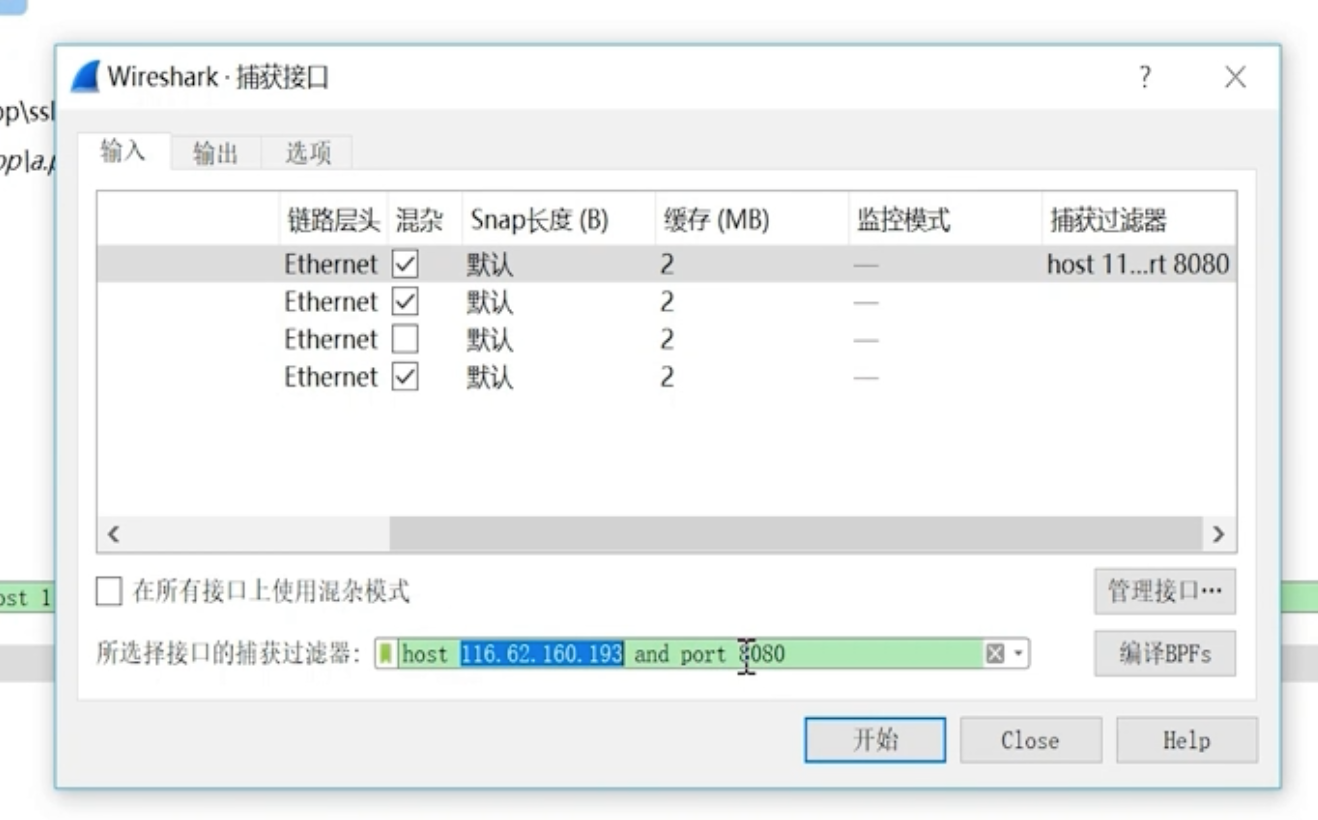 Wireshark · 捕获接口
?
op\ssl
op\a.p
输入 输出 选项
链路层头 混杂 Snap长度 (B) 缓存 (MB) 监控模式 捕获过滤器
Ethernet 默认 2 — host 11...rt 8080
Ethernet 默认 2 —
Ethernet 默认 2 —
Ethernet 默认 2 —
在所有接口上使用混杂模式 管理接口…
ost 1
所选择接口的捕获过滤器: host 116.62.160.193 and port 8080 编译BPFs
开始 Close Help